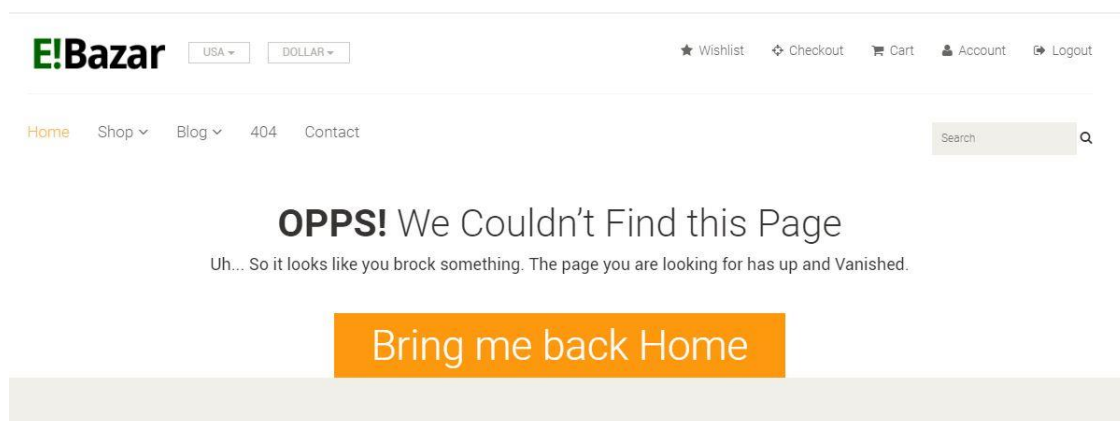 E!Bazar USA DOLLAR Wishlist Checkout Cart Account Logout
Home Shop Blog 404 Contact Search
OPPS! We Couldn't Find this Page
Uh... So it looks like you brock something. The page you are looking for has up and Vanished.
Bring me back Home